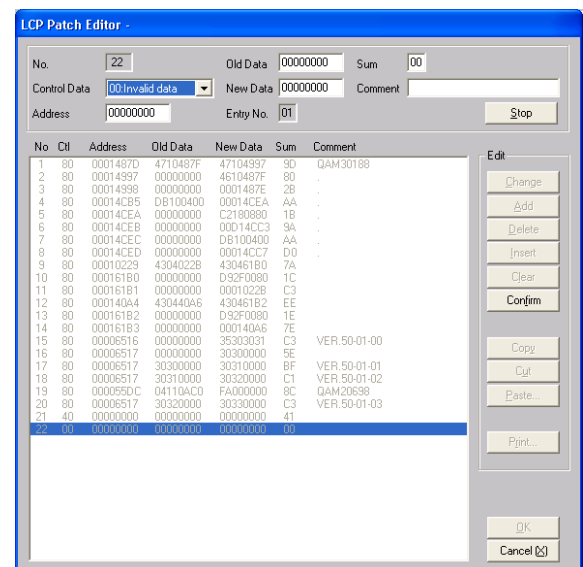 LCP Patch Editor -
No. 22 Old Data 00000000 Sum 00
Control Data 00:Invalid data New Data 00000000 Comment
Address 00000000 Entry No. 01 Stop
No Ctl Address Old Data New Data Sum Comment
1 80 0001487D 4710487F 47104997 9D QAM30188
2 80 00014997 00000000 4610487F 80 .
3 80 00014998 00000000 0001487E 2B .
4 80 00014CB5 DB100400 00014CEA AA .
5 80 00014CEA 00000000 C2180880 1B .
6 80 00014CEB 00000000 00D14CC3 9A .
7 80 00014CEC 00000000 DB100400 AA .
8 80 00014CED 00000000 00014CC7 D0 .
9 80 00010229 4304022B 430461B0 7A
10 80 000161B0 00000000 D92F0080 1C
11 80 000161B1 00000000 0001022B C3
12 80 000140A4 430440A6 430461B2 EE
13 80 000161B2 00000000 D92F0080 1E
14 80 000161B3 00000000 000140A6 7E
15 80 00006516 00000000 35303031 C3 VER.50-01-00
16 80 00006517 00000000 30300000 5E
17 80 00006517 30300000 30310000 BF VER.50-01-01
18 80 00006517 30310000 30320000 C1 VER.50-01-02
19 80 000055DC 04110AC0 FA000000 8C QAM20698
20 80 00006517 30320000 30330000 C3 VER.50-01-03
21 40 00000000 00000000 00000000 41
22 00 00000000 00000000 00000000 00
Edit
Change
Add
Delete
Insert
Clear
Confirm
Copy
Cut
Paste...
Print...
OK
Cancel (X)